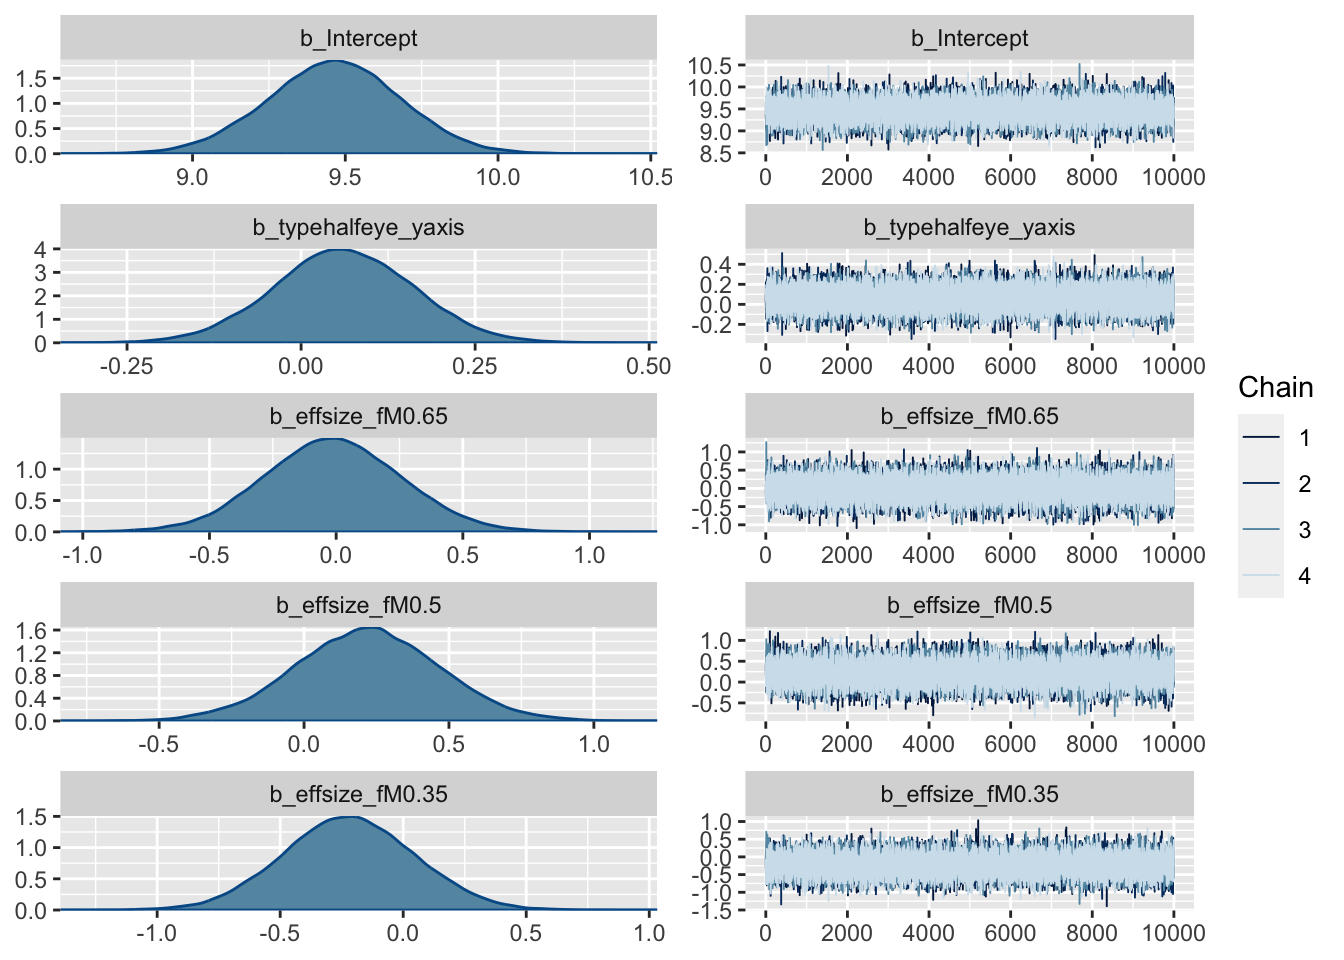 b_Intercept
1.5
1.0
0.5
0.0
9.0 9.5 10.0 10.5
b_Intercept
10.5
10.0
9.5
9.0
8.5
0 2000 4000 6000 8000 10000
b_typehalfeye_yaxis
4
3
2
1
0
-0.25 0.00 0.25 0.50
b_typehalfeye_yaxis
0.4
0.2
0.0
-0.2
0 2000 4000 6000 8000 10000
b_effsize_fM0.65
1.0
0.5
0.0
-1.0 -0.5 0.0 0.5 1.0
b_effsize_fM0.65
1.0
0.5
0.0
-0.5
-1.0
0 2000 4000 6000 8000 10000
b_effsize_fM0.5
1.6
1.2
0.8
0.4
0.0
-0.5 0.0 0.5 1.0
b_effsize_fM0.5
1.0
0.5
0.0
-0.5
0 2000 4000 6000 8000 10000
b_effsize_fM0.35
1.5
1.0
0.5
0.0
-1.0 -0.5 0.0 0.5 1.0
b_effsize_fM0.35
1.0
0.5
0.0
-0.5
-1.0
-1.5
0 2000 4000 6000 8000 10000
Chain
1
2
3
4